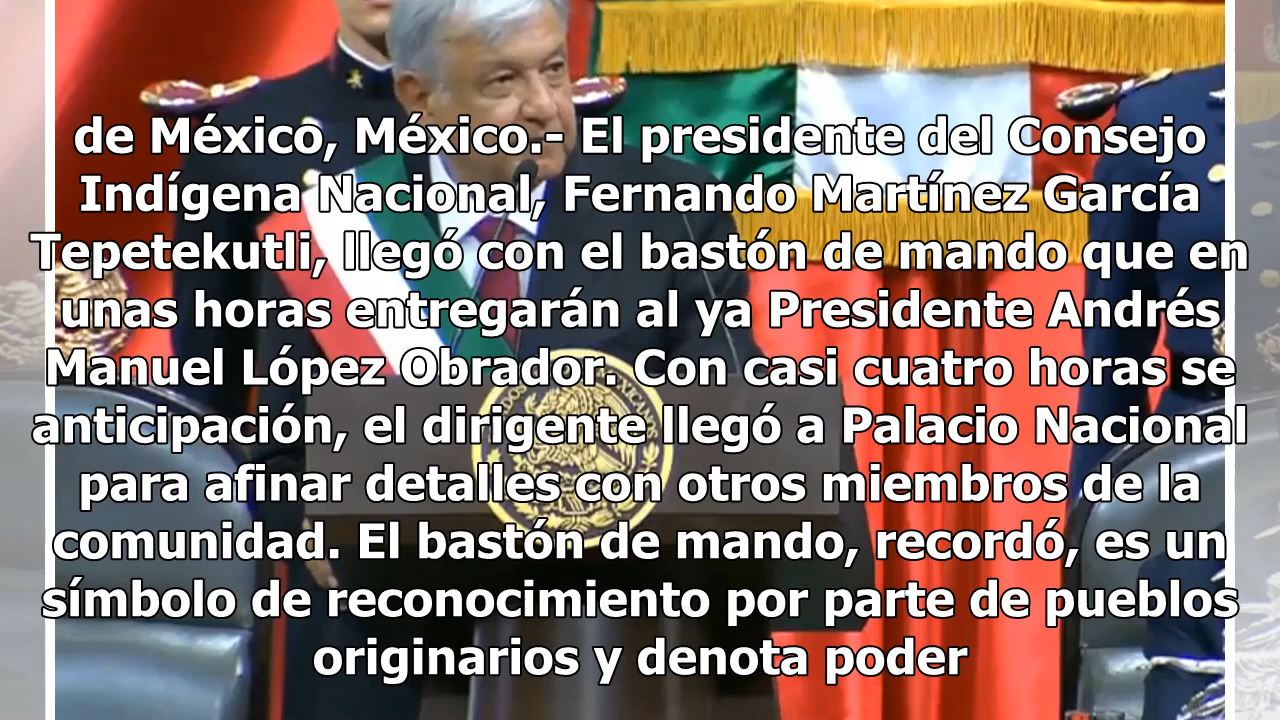 de México, México.- El presidente del Consejo
Indígena Nacional, Fernando Martínez García
Tepetekutli, llegó con el bastón de mando que en
unas horas entregarán al ya Presidente Andrés
Manuel López Obrador. Con casi cuatro horas se
anticipación, el dirigente llegó a Palacio Nacional
para afinar detalles con otros miembros de la
comunidad. El bastón de mando, recordó, es un
símbolo de reconocimiento por parte de pueblos
originarios y denota poder